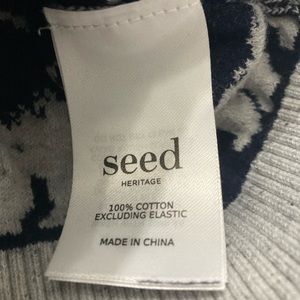 seed
HERITAGE
100% COTTON
EXCLUDING ELASTIC
MADE IN CHINA